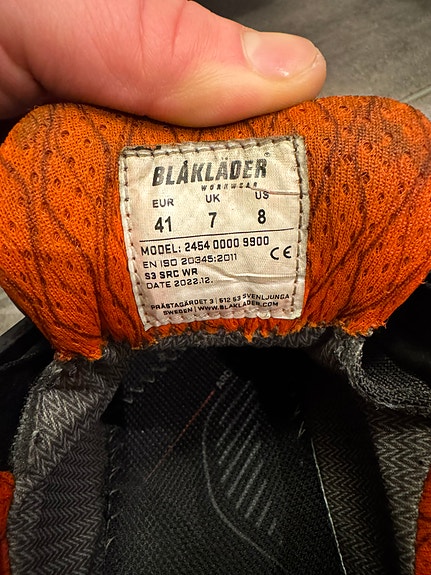 BLÅKLÄDER
WORKWEAR
EUR UK US
41 7 8
MODEL: 2454 0000 9900
EN ISO 20345:2011 CE
S3 SRC WR
DATE 2022.12.
PRÄSTAGÄRDET 3 | 512 53 SVENLJUNGA
SWEDEN | WWW.BLAKLADER.COM